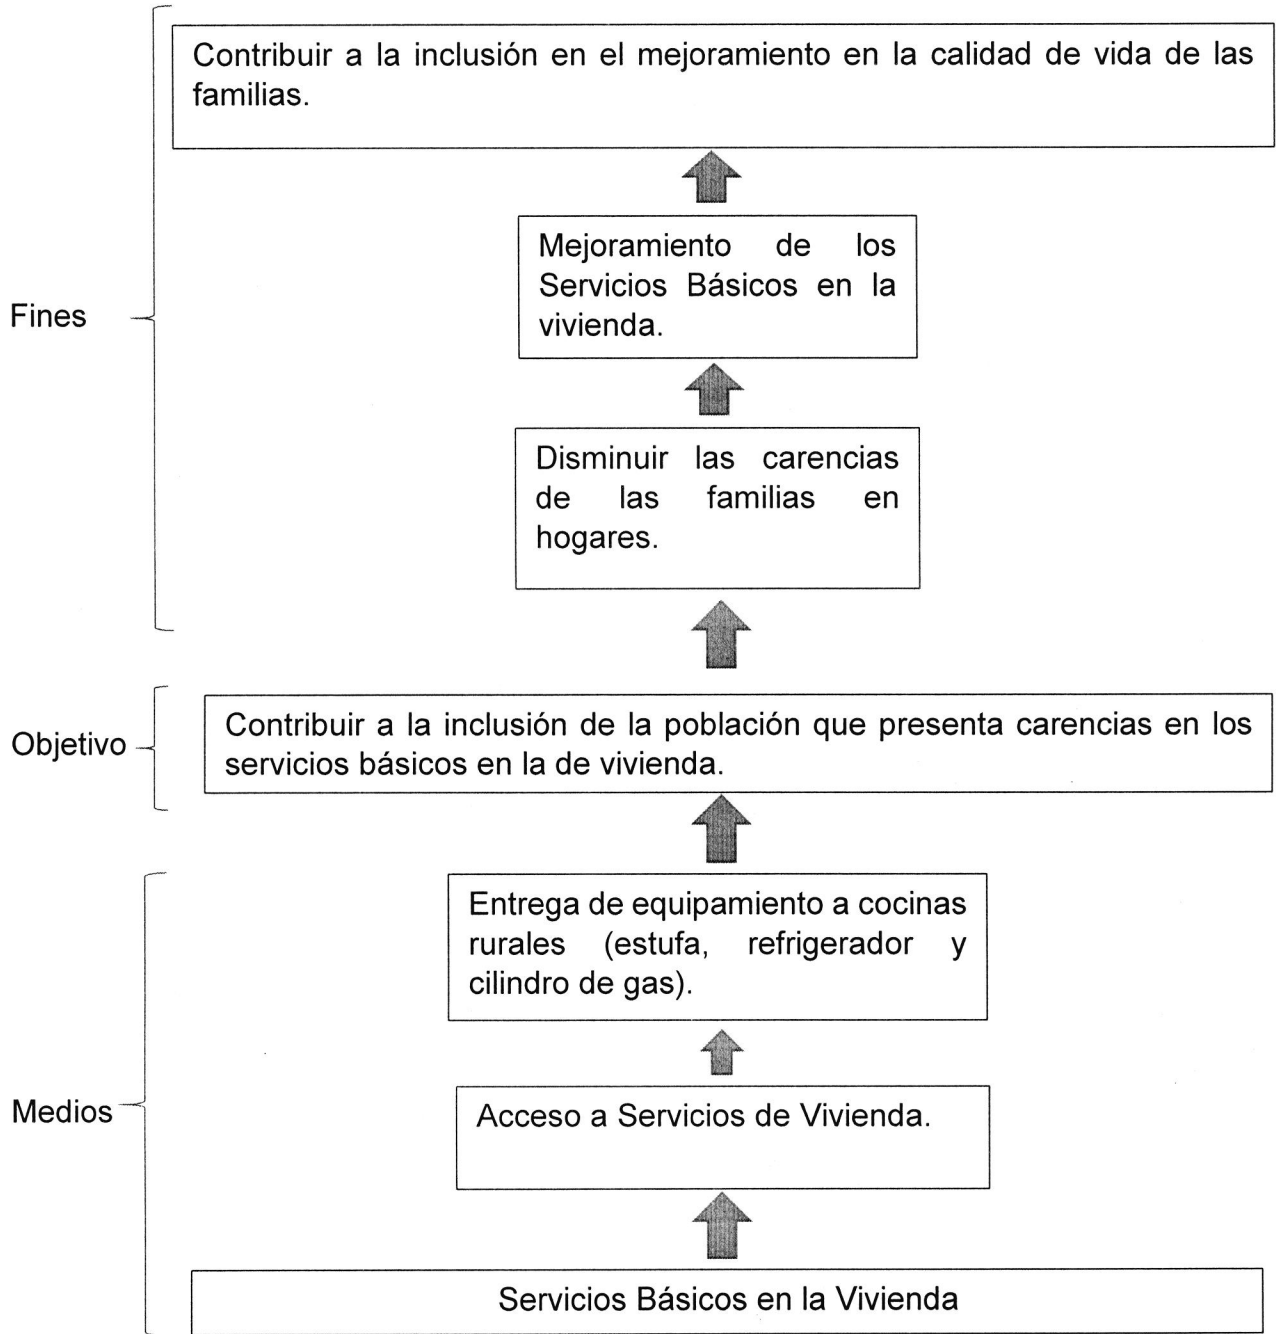 Contribuir a la inclusión en el mejoramiento en la calidad de vida de las
familias.
Mejoramiento de los
Servicios Básicos en la
vivienda.
Fines
Disminuir las carencias
de las familias en
hogares.
Objetivo
Contribuir a la inclusión de la población que presenta carencias en los
servicios básicos en la de vivienda.
Entrega de equipamiento a cocinas
rurales (estufa, refrigerador y
cilindro de gas).
Medios
Acceso a Servicios de Vivienda.
Servicios Básicos en la Vivienda